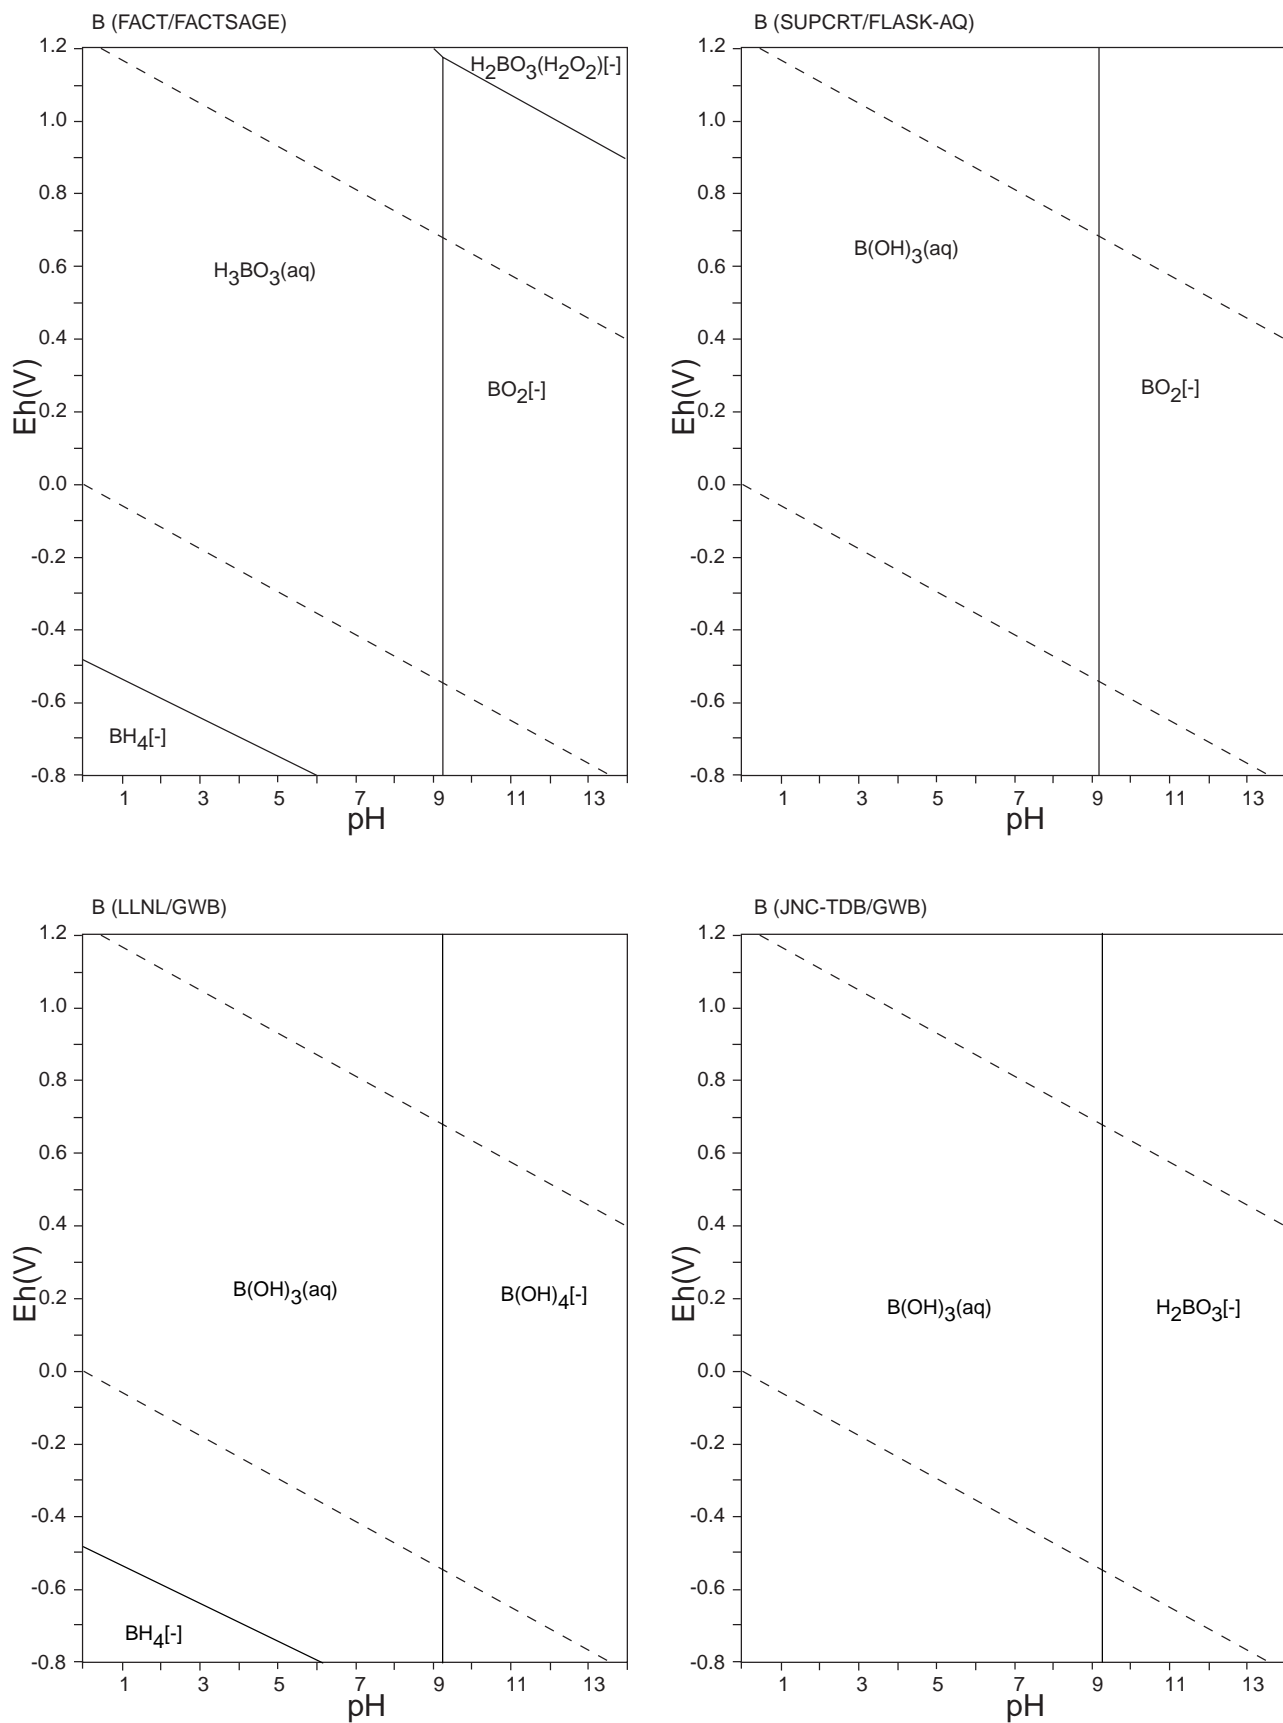 B (FACT/FACTSAGE)
1.2
1.0
0.8
0.6
0.4
0.2
0.0
-0.2
-0.4
-0.6
-0.8
Eh(V)
H2BO3(H2O2)[-]
H3BO3(aq)
BO2[-]
BH4[-]
1 3 5 7 9 11 13
pH
B (SUPCRT/FLASK-AQ)
1.2
1.0
0.8
0.6
0.4
0.2
0.0
-0.2
-0.4
-0.6
-0.8
Eh(V)
B(OH)3(aq)
BO2[-]
1 3 5 7 9 11 13
pH
B (LLNL/GWB)
1.2
1.0
0.8
0.6
0.4
0.2
0.0
-0.2
-0.4
-0.6
-0.8
Eh(V)
B(OH)3(aq)
B(OH)4[-]
BH4[-]
1 3 5 7 9 11 13
pH
B (JNC-TDB/GWB)
1.2
1.0
0.8
0.6
0.4
0.2
0.0
-0.2
-0.4
-0.6
-0.8
Eh(V)
B(OH)3(aq)
H2BO3[-]
1 3 5 7 9 11 13
pH